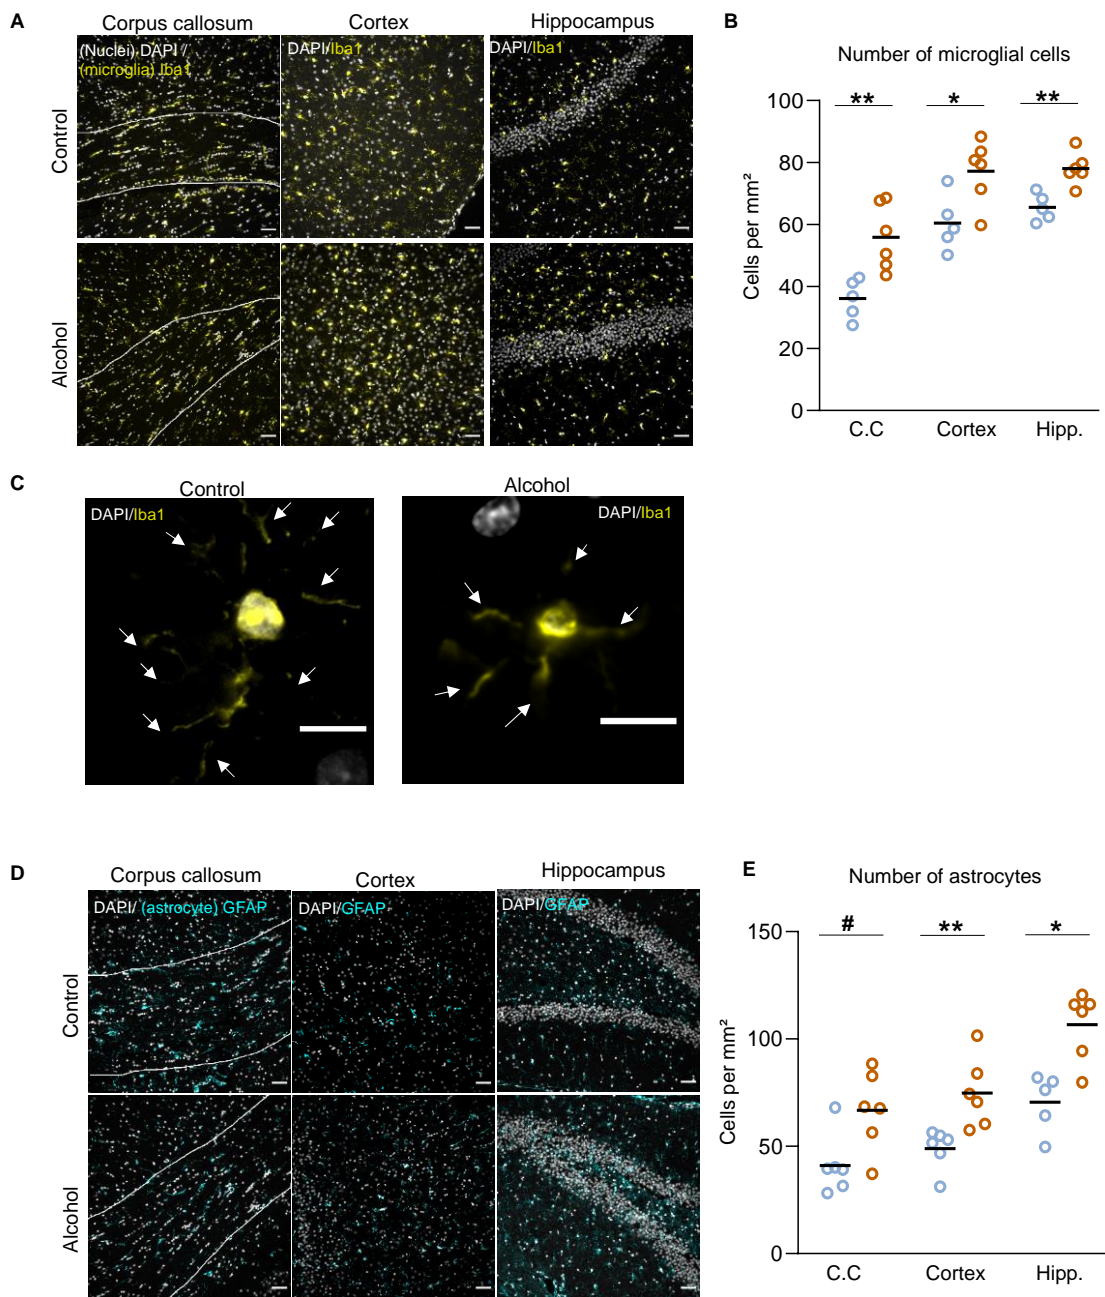 A
Corpus callosum
Cortex
Hippocampus
(Nuclei) DAPI /
(microglia) Iba1
DAPI/Iba1
DAPI/Iba1
Control
Alcohol
B
Number of microglial cells
** * **
100
80
60
40
20
0
Cells per mm²
C.C Cortex Hipp.
C
Control
Alcohol
DAPI/Iba1
DAPI/Iba1
D
Corpus callosum
Cortex
Hippocampus
DAPI/ (astrocyte) GFAP
DAPI/GFAP
DAPI/GFAP
Control
Alcohol
E
Number of astrocytes
# ** *
150
100
50
0
Cells per mm²
C.C Cortex Hipp.